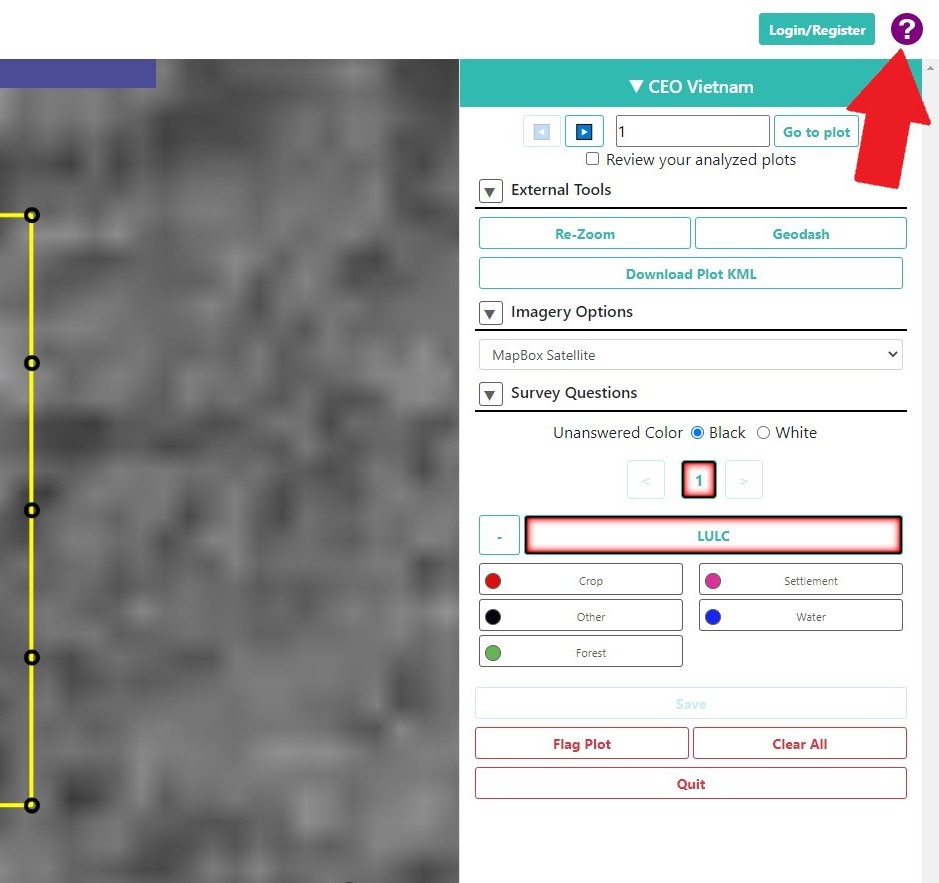 Login/Register ?
▼ CEO Vietnam
1 Go to plot
Review your analyzed plots
▼ External Tools
Re-Zoom Geodash
Download Plot KML
▼ Imagery Options
MapBox Satellite
▼ Survey Questions
Unanswered Color Black White
< 1 >
- LULC
Crop Settlement
Other Water
Forest
Save
Flag Plot Clear All
Quit